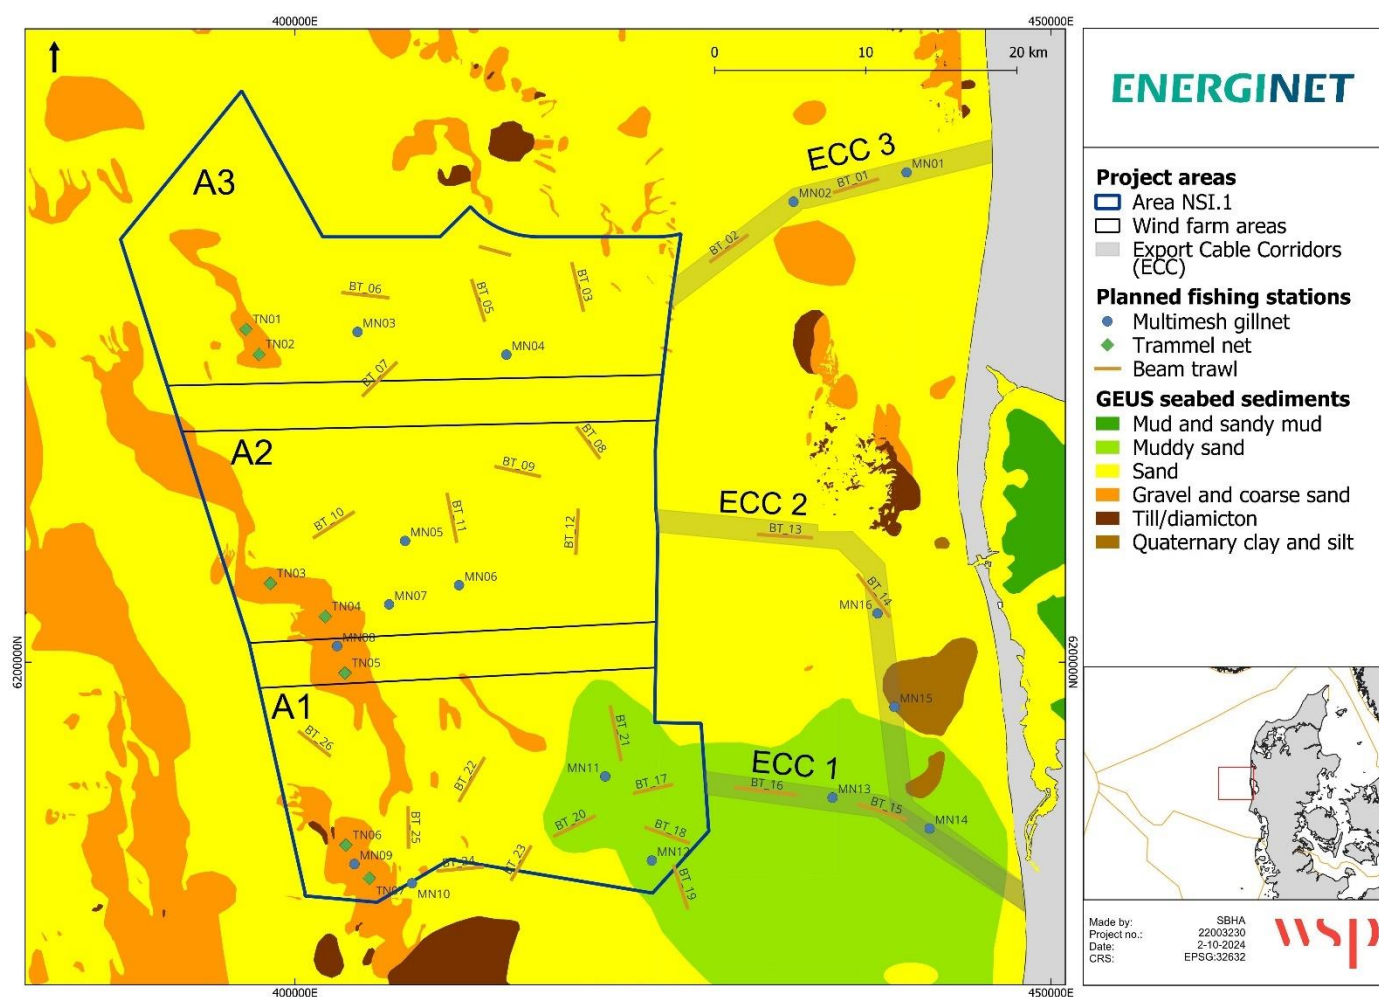 400000E
450000E
0 10 20 km
ENERGINET
ECC 3
MN01
BT_01
MN02
A3
BT_02
BT_03
BT_06
BT_05
TN01
MN03
TN02
MN04
BT_07
A2
BT_08
BT_09
BT_10
BT_11
BT_12
MN05
ECC 2
BT_13
TN03
MN06
BT_14
MN07
TN04
MN16
MN08
6200000N
6200000N
TN05
A1
MN15
BT_26
BT_21
BT_22
MN11
BT_17
ECC 1
BT_16
MN13
BT_15
BT_20
BT_18
MN14
BT_25
TN06
MN09
BT_24
BT_23
MN12
TN07
MN10
BT_19
400000E
450000E
Project areas
Area NSI.1
Wind farm areas
Export Cable Corridors
(ECC)
Planned fishing stations
Multimesh gillnet
Trammel net
Beam trawl
GEUS seabed sediments
Mud and sandy mud
Muddy sand
Sand
Gravel and coarse sand
Till/diamicton
Quaternary clay and silt
Made by: SBHA
Project no.: 22003230
Date: 2-10-2024
CRS: EPSG:32632
wsp